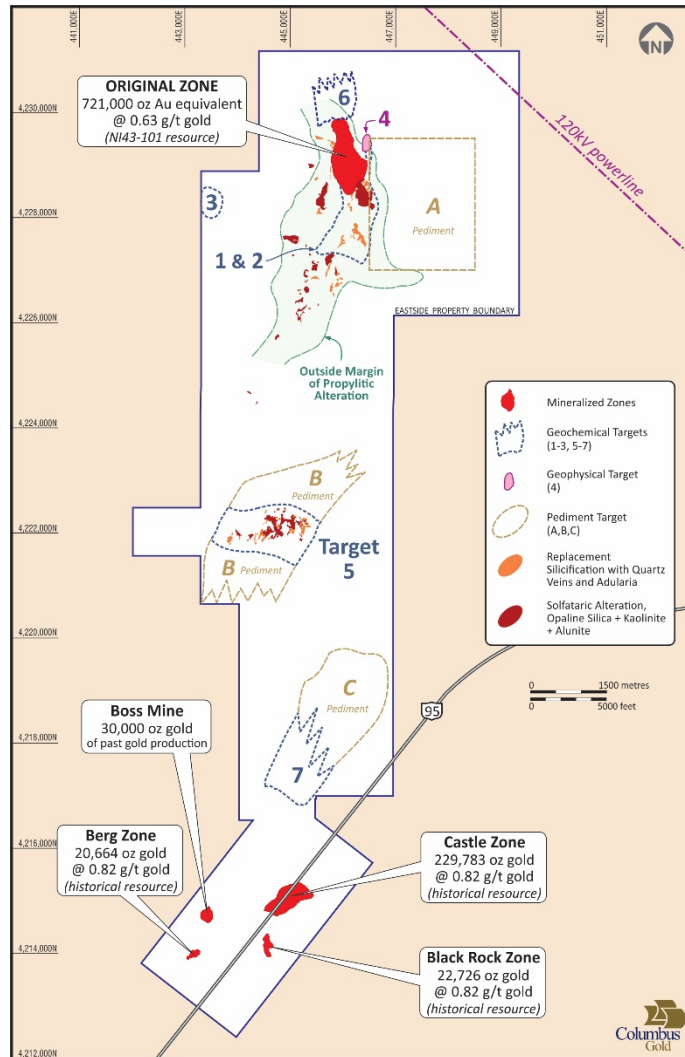 441,000E
443,000E
445,000E
447,000E
449,000E
451,000E
N
4,230,000N
4,228,000N
4,226,000N
4,224,000N
4,222,000N
4,220,000N
4,218,000N
4,216,000N
4,214,000N
4,212,000N
ORIGINAL ZONE
721,000 oz Au equivalent
@ 0.63 g/t gold
(NI43-101 resource)
6
4
120kV powerline
3
A
Pediment
1 & 2
EASTSIDE PROPERTY BOUNDARY
Outside Margin
of Propylitic
Alteration
Mineralized Zones
Geochemical Targets
(1-3, 5-7)
Geophysical Target
(4)
Pediment Target
(A,B,C)
Replacement
Silicification with Quartz
Veins and Adularia
Solfataric Alteration,
Opaline Silica + Kaolinite
+ Alunite
B
Pediment
Target
5
B
Pediment
0 1500 metres
0 5000 feet
C
Pediment
95
7
Boss Mine
30,000 oz gold
of past gold production
Berg Zone
20,664 oz gold
@ 0.82 g/t gold
(historical resource)
Castle Zone
229,783 oz gold
@ 0.82 g/t gold
(historical resource)
Black Rock Zone
22,726 oz gold
@ 0.82 g/t gold
(historical resource)
25
Columbus
Gold